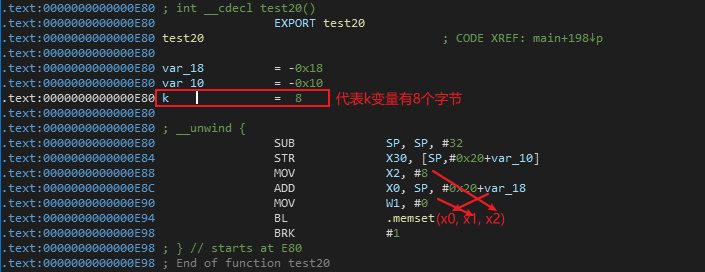 .text:0000000000000E80 ; int __cdecl test20()
.text:0000000000000E80 EXPORT test20
.text:0000000000000E80 test20 ; CODE XREF: main+198↓p
.text:0000000000000E80
.text:0000000000000E80 var_18 = -0x18
.text:0000000000000E80 var_10 = -0x10
.text:0000000000000E80 k = 8 代表k变量有8个字节
.text:0000000000000E80
.text:0000000000000E80 ; __unwind {
.text:0000000000000E80 SUB SP, SP, #32
.text:0000000000000E84 STR X30, [SP,#0x20+var_10]
.text:0000000000000E88 MOV X2, #8
.text:0000000000000E8C ADD X0, SP, #0x20+var_18
.text:0000000000000E90 MOV W1, #0
.text:0000000000000E94 BL .memset(x0, x1, x2)
.text:0000000000000E98 BRK #1
.text:0000000000000E98 ; } // starts at E80
.text:0000000000000E98 ; End of function test20